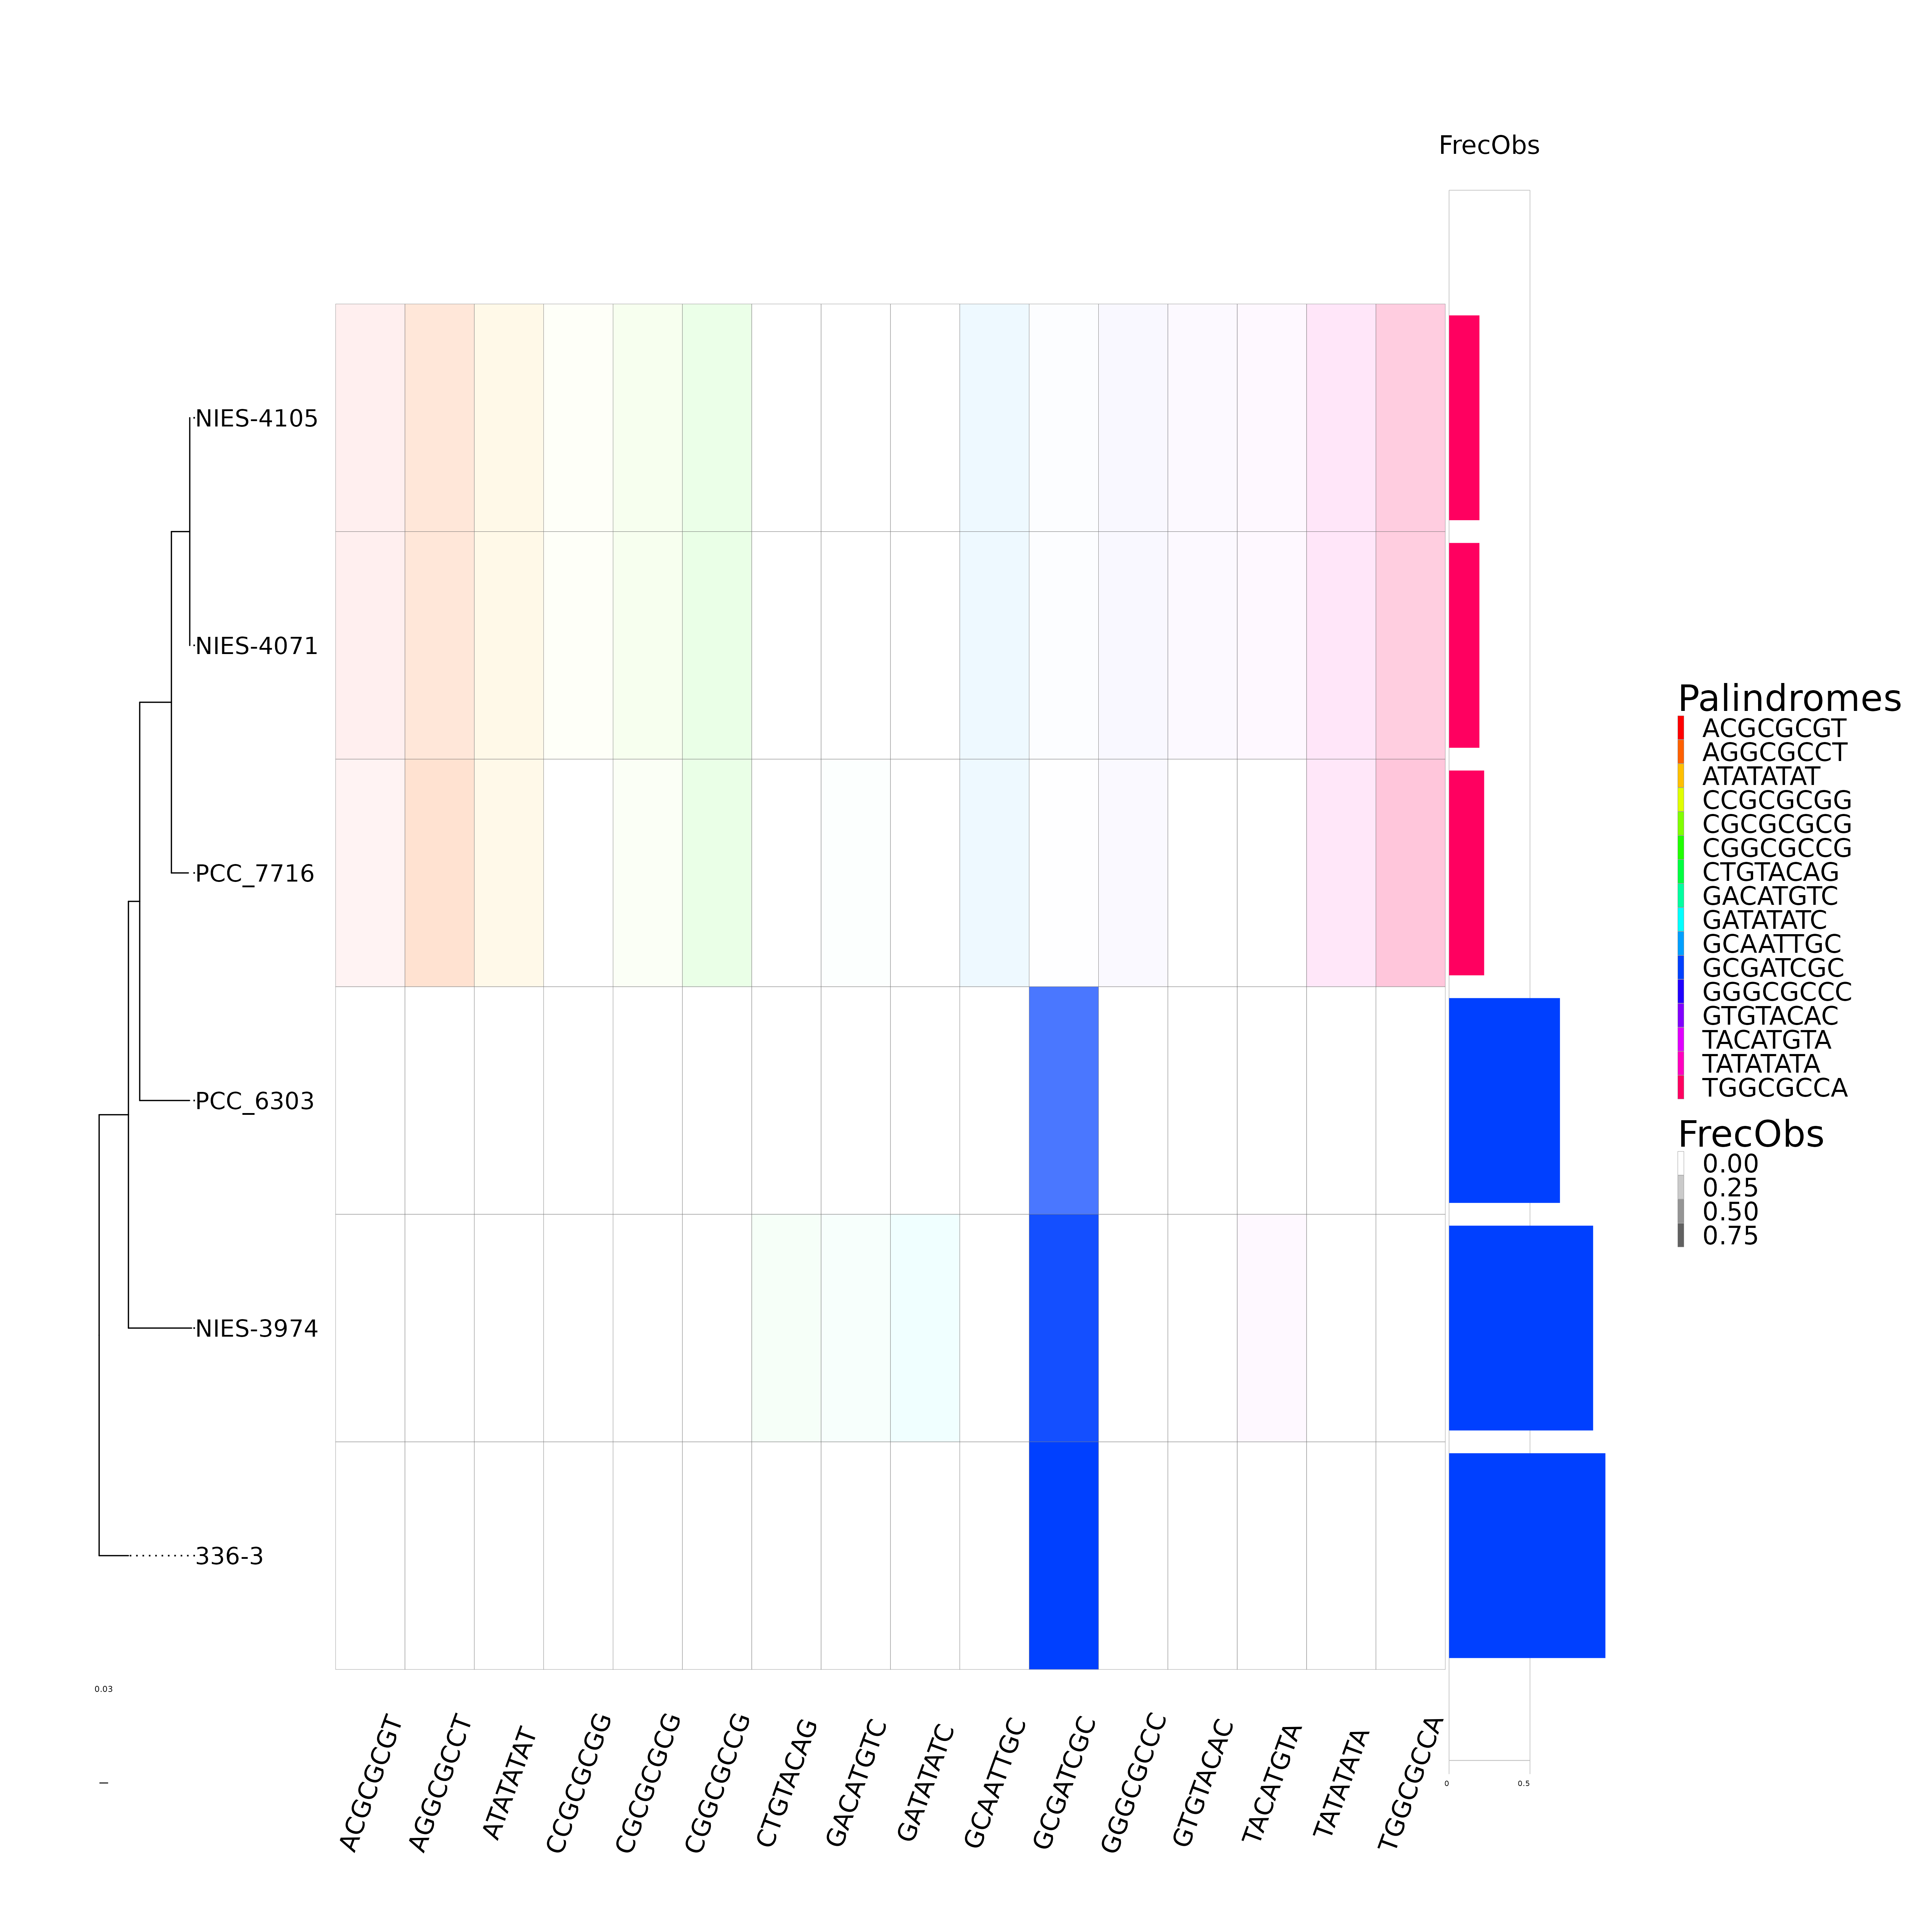 FrecObs
NIES-4105
NIES-4071
PCC_7716
PCC_6303
NIES-3974
336-3
Palindromes
ACGCGCGT
AGGCGCCT
ATATATAT
CCGCGCGG
CGCGCGCG
CGGCGCCG
CTGTACAG
GACATGTC
GATATATC
GCAATTGC
GCGATCGC
GGGCGCCC
GTGTACAC
TACATGTA
TATATATA
TGGCGCCA
FrecObs
0.00
0.25
0.50
0.75
0.03
0 0.5
ACGCGCGT
AGGCGCCT
ATATATAT
CCGCGCGG
CGCGCGCG
CGGCGCCG
CTGTACAG
GACATGTC
GATATATC
GCAATTGC
GCGATCGC
GGGCGCCC
GTGTACAC
TACATGTA
TATATATA
TGGCGCCA